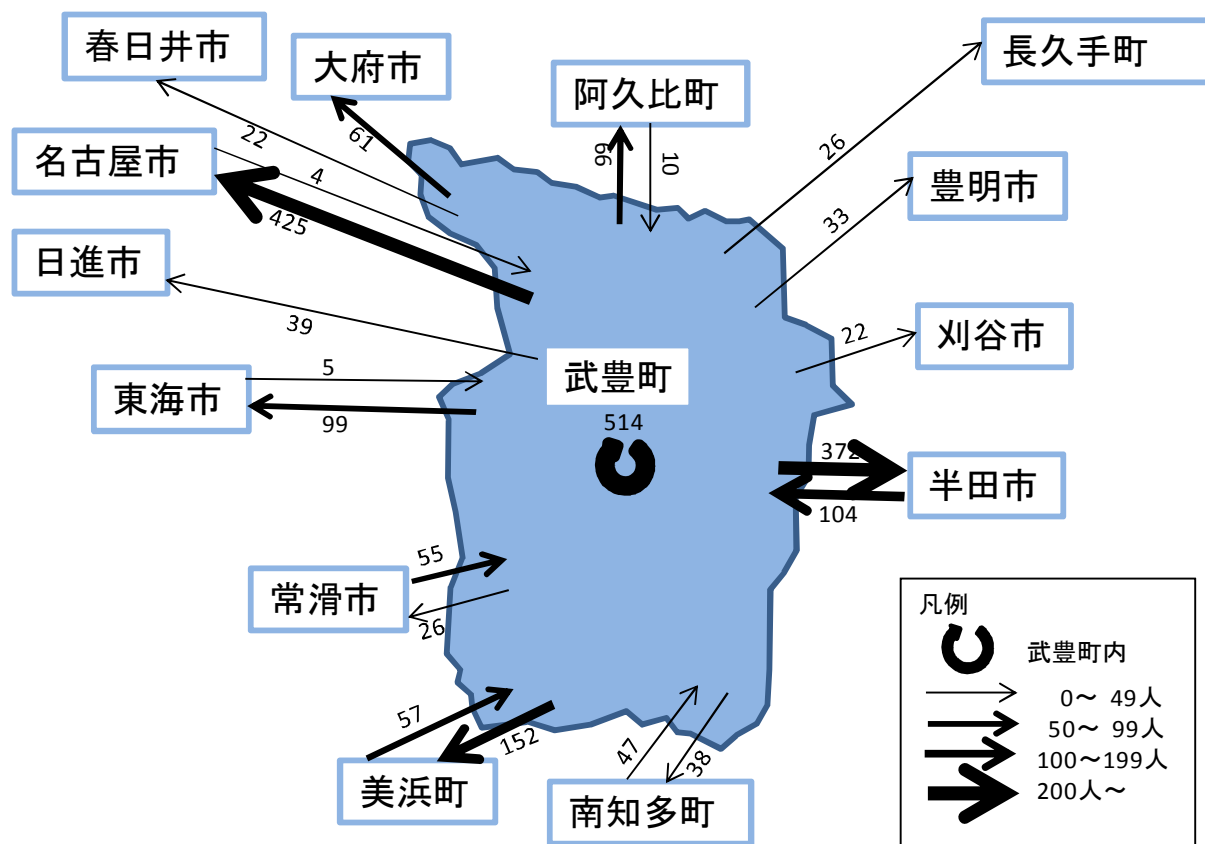 春日井市
大府市
阿久比町
長久手町
22
61
66
10
26
名古屋市
4
豊明市
425
33
日進市
39
22
刈谷市
5
武豊町
東海市
99
514
372
半田市
104
55
常滑市
26
57
152
美浜町
47
38
南知多町
凡例
武豊町内
0～ 49人
50～ 99人
100～199人
200人～